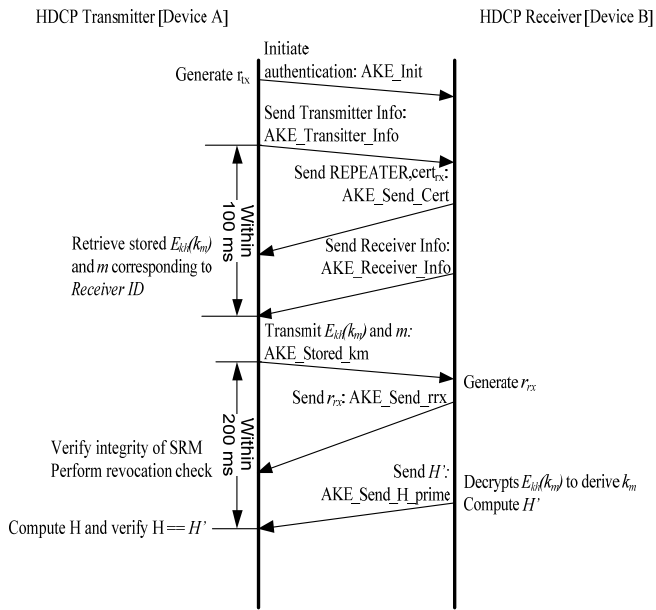 HDCP Transmitter [Device A]
HDCP Receiver [Device B]
Initiate
authentication: AKE_Init
Generate rtx
Send Transmitter Info:
AKE_Transitter_Info
Send REPEATER,certrx:
AKE_Send_Cert
Within
100 ms
Retrieve stored Ekh(km)
and m corresponding to
Receiver ID
Send Receiver Info:
AKE_Receiver_Info
Transmit Ekh(km) and m:
AKE_Stored_km
Generate rrx
Send rrx: AKE_Send_rrx
Within
200 ms
Verify integrity of SRM
Perform revocation check
Send H’:
AKE_Send_H_prime
Decrypts Ekh(km) to derive km
Compute H’
Compute H and verify H == H’